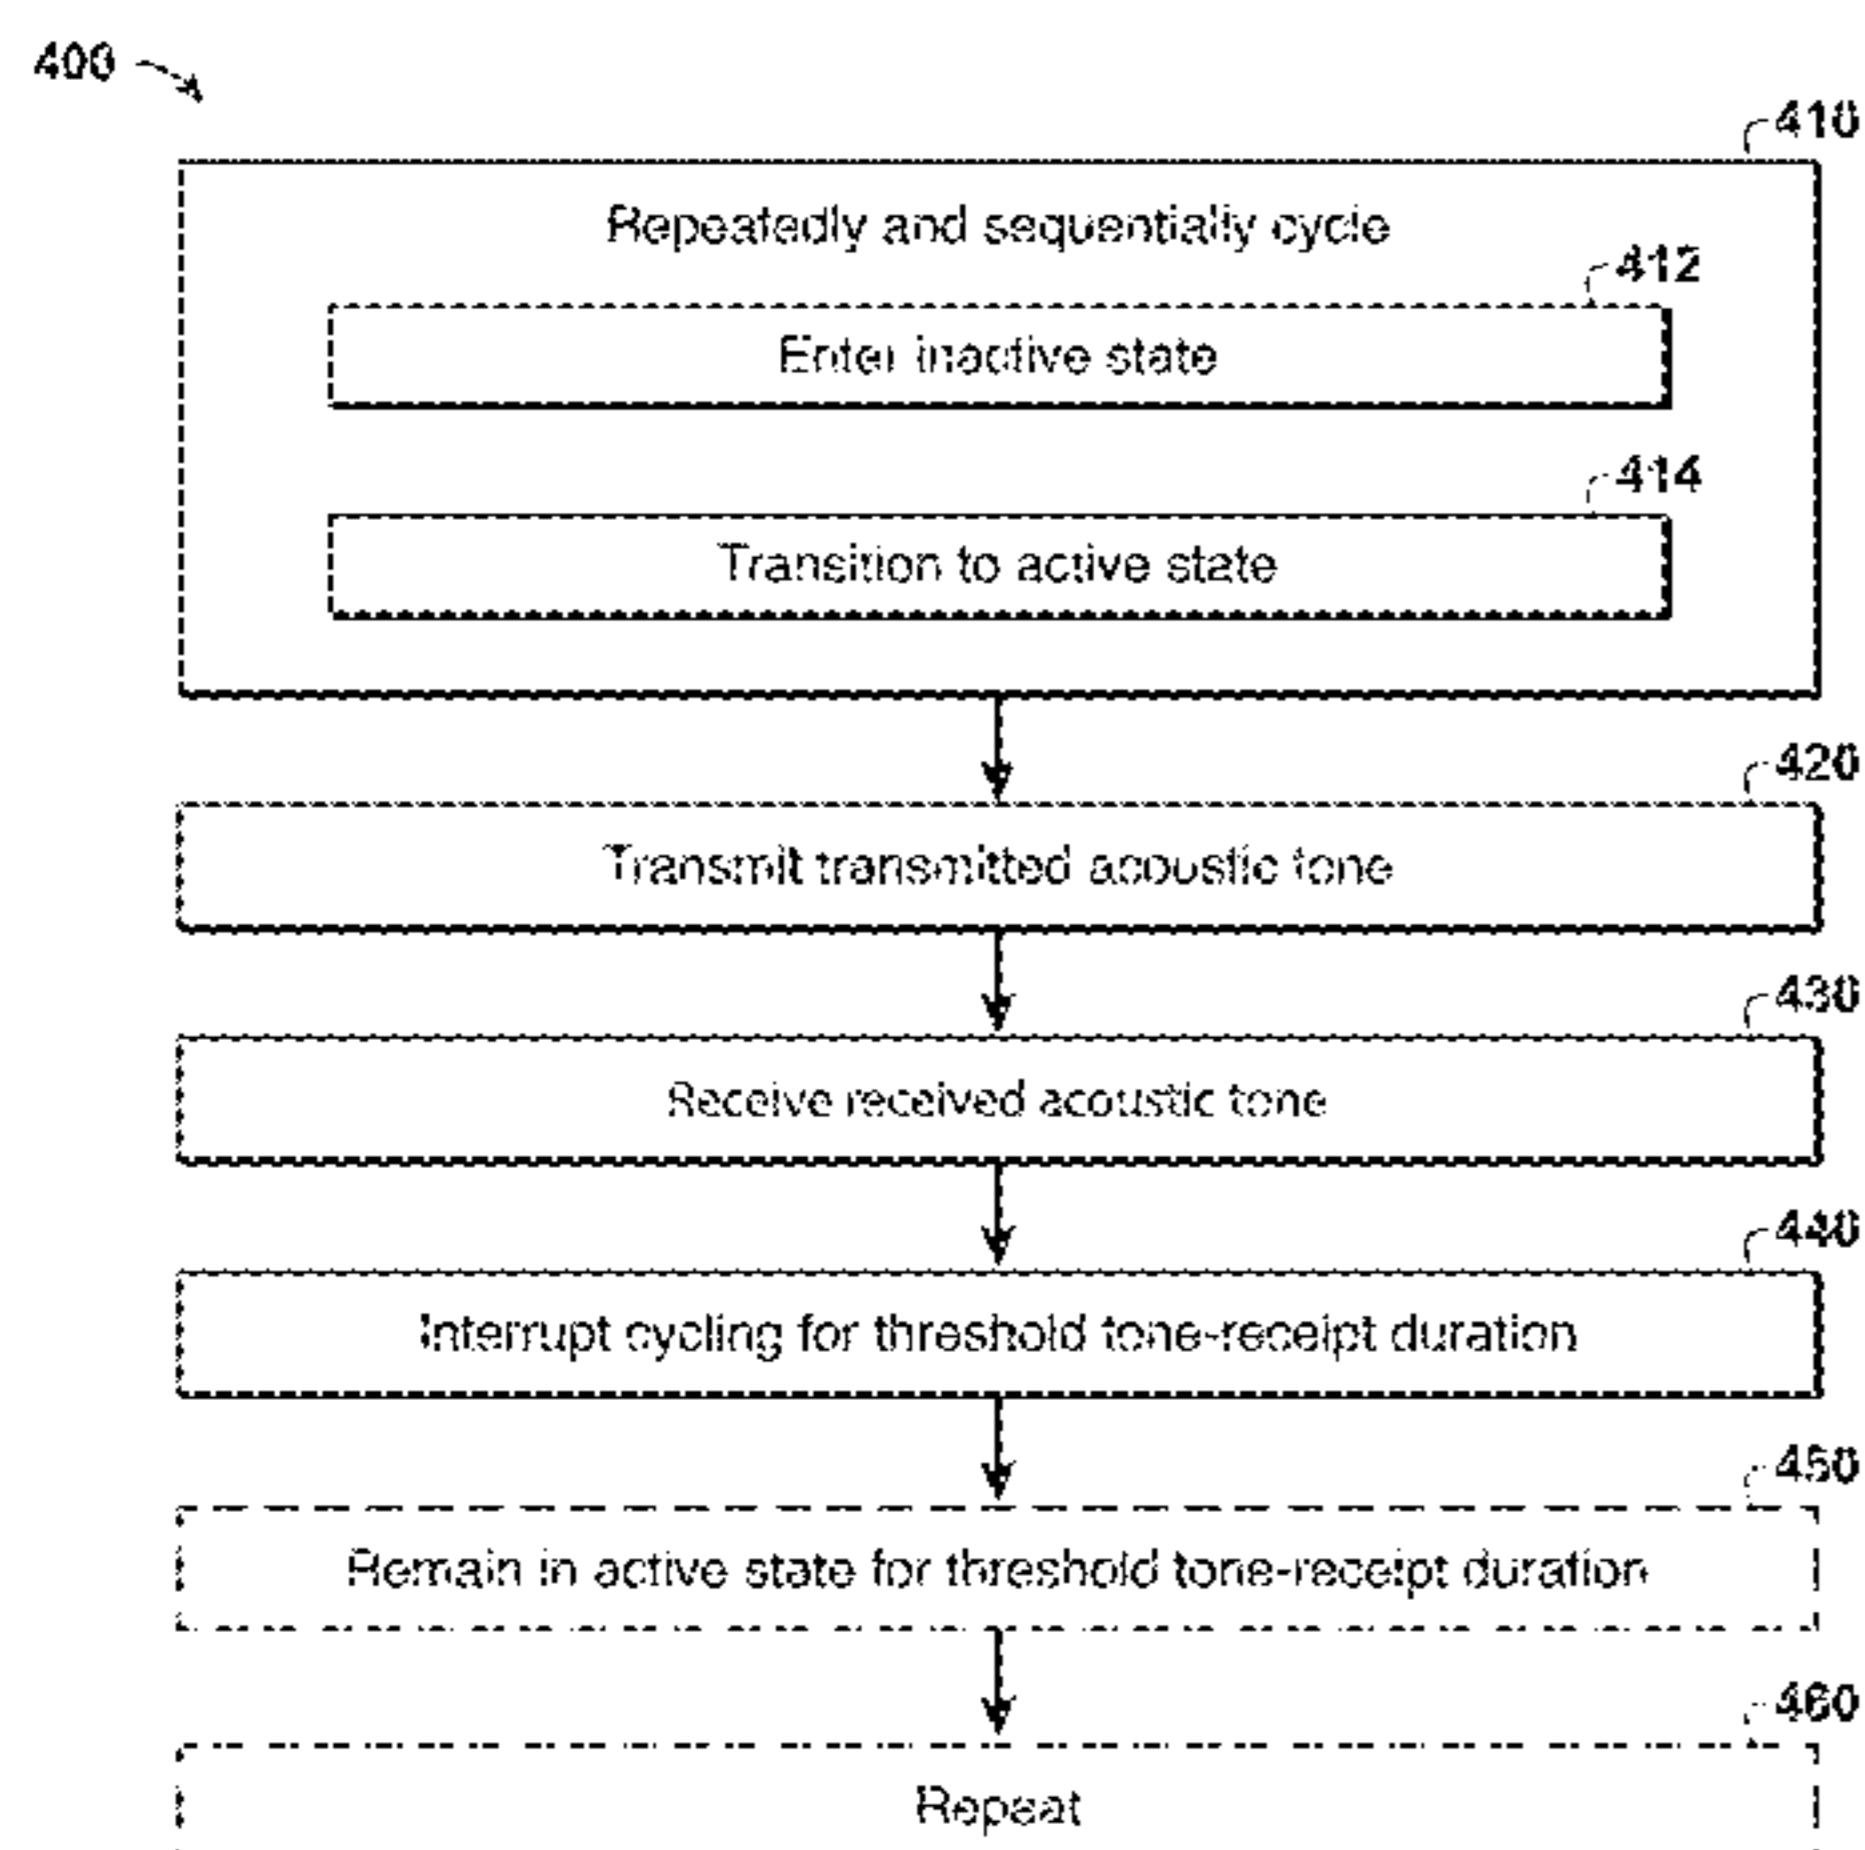 400
410
Repeatedly and sequentially cycle
412
Enter inactive state
414
Transition to active state
420
Transmit transmitted acoustic tone
430
Receive received acoustic tone
440
Interrupt cycling for threshold tone-receipt duration
450
Remain in active state for threshold tone-receipt duration
460
Repeat